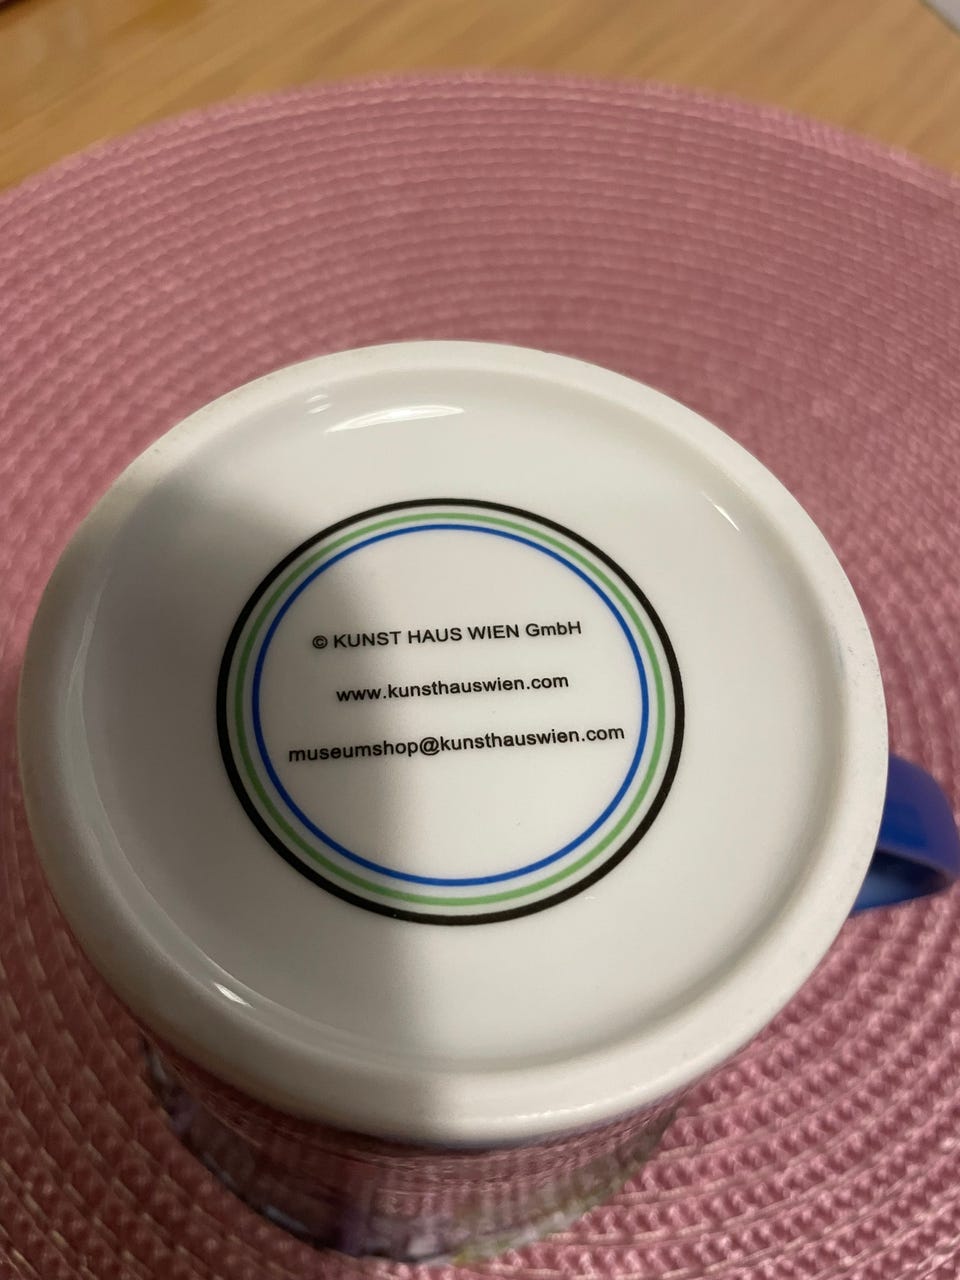 © KUNST HAUS WIEN GmbH
www.kunsthauswien.com
museumshop@kunsthauswien.com